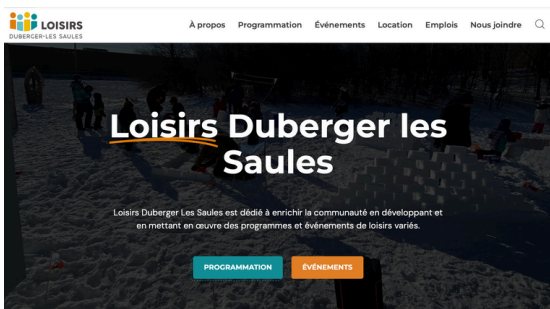 LOISIRS
DUBERGER-LES SAULES
À propos Programmation Événements Location Emplois Nous joindre
Loisirs Duberger les
Saules
Loisirs Duberger Les Saules est dédié à enrichir la communauté en développant et
en mettant en œuvre des programmes et événements de loisirs variés.
PROGRAMMATION ÉVÉNEMENTS